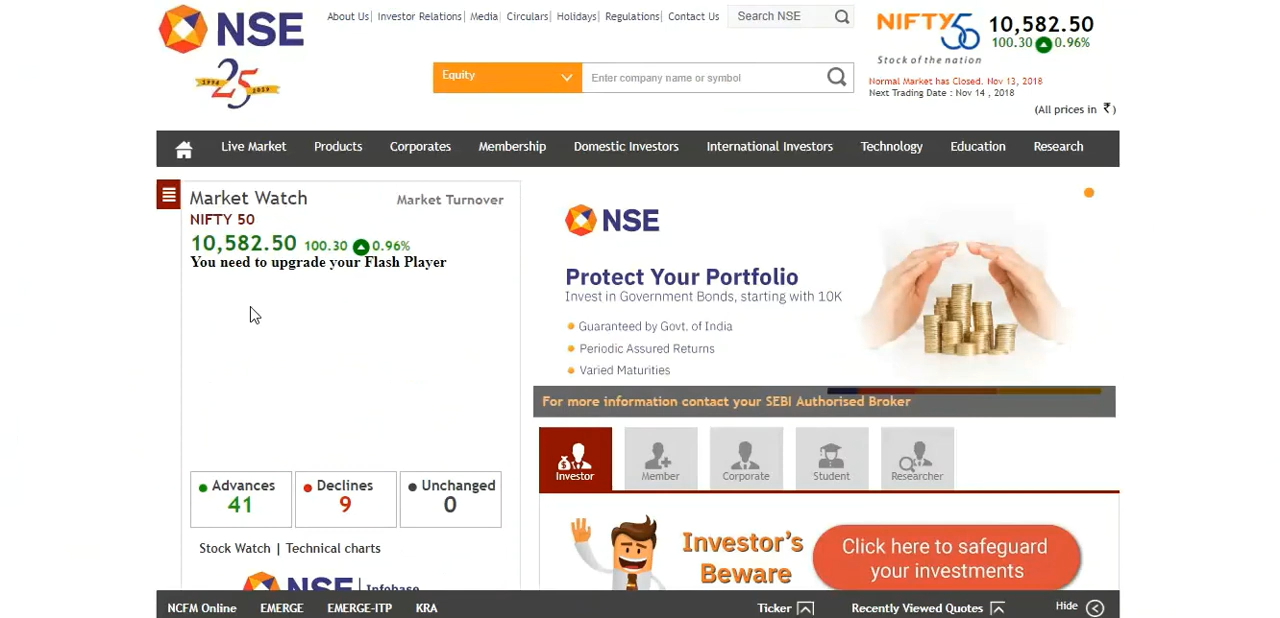 NSE
1994 25 2019
About Us | Investor Relations | Media | Circulars | Holidays | Regulations | Contact Us
Search NSE
Equity
Enter company name or symbol
NIFTY50
Stock of the nation
10,582.50
100.30 0.96%
Normal Market has Closed. Nov 13, 2018
Next Trading Date : Nov 14 , 2018
(All prices in ₹)
Live Market Products Corporates Membership Domestic Investors International Investors Technology Education Research
Market Watch
Market Turnover
NIFTY 50
10,582.50 100.30 0.96%
You need to upgrade your Flash Player
Advances
41
Declines
9
Unchanged
0
Stock Watch | Technical charts
NSE | Infobase
NSE
Protect Your Portfolio
Invest in Government Bonds, starting with 10K
Guaranteed by Govt. of India
Periodic Assured Returns
Varied Maturities
For more information contact your SEBI Authorised Broker
Investor
Member
Corporate
Student
Researcher
Investor's
Beware
Click here to safeguard
your investments
NCFM Online EMERGE EMERGE-ITP KRA
Ticker Recently Viewed Quotes Hide